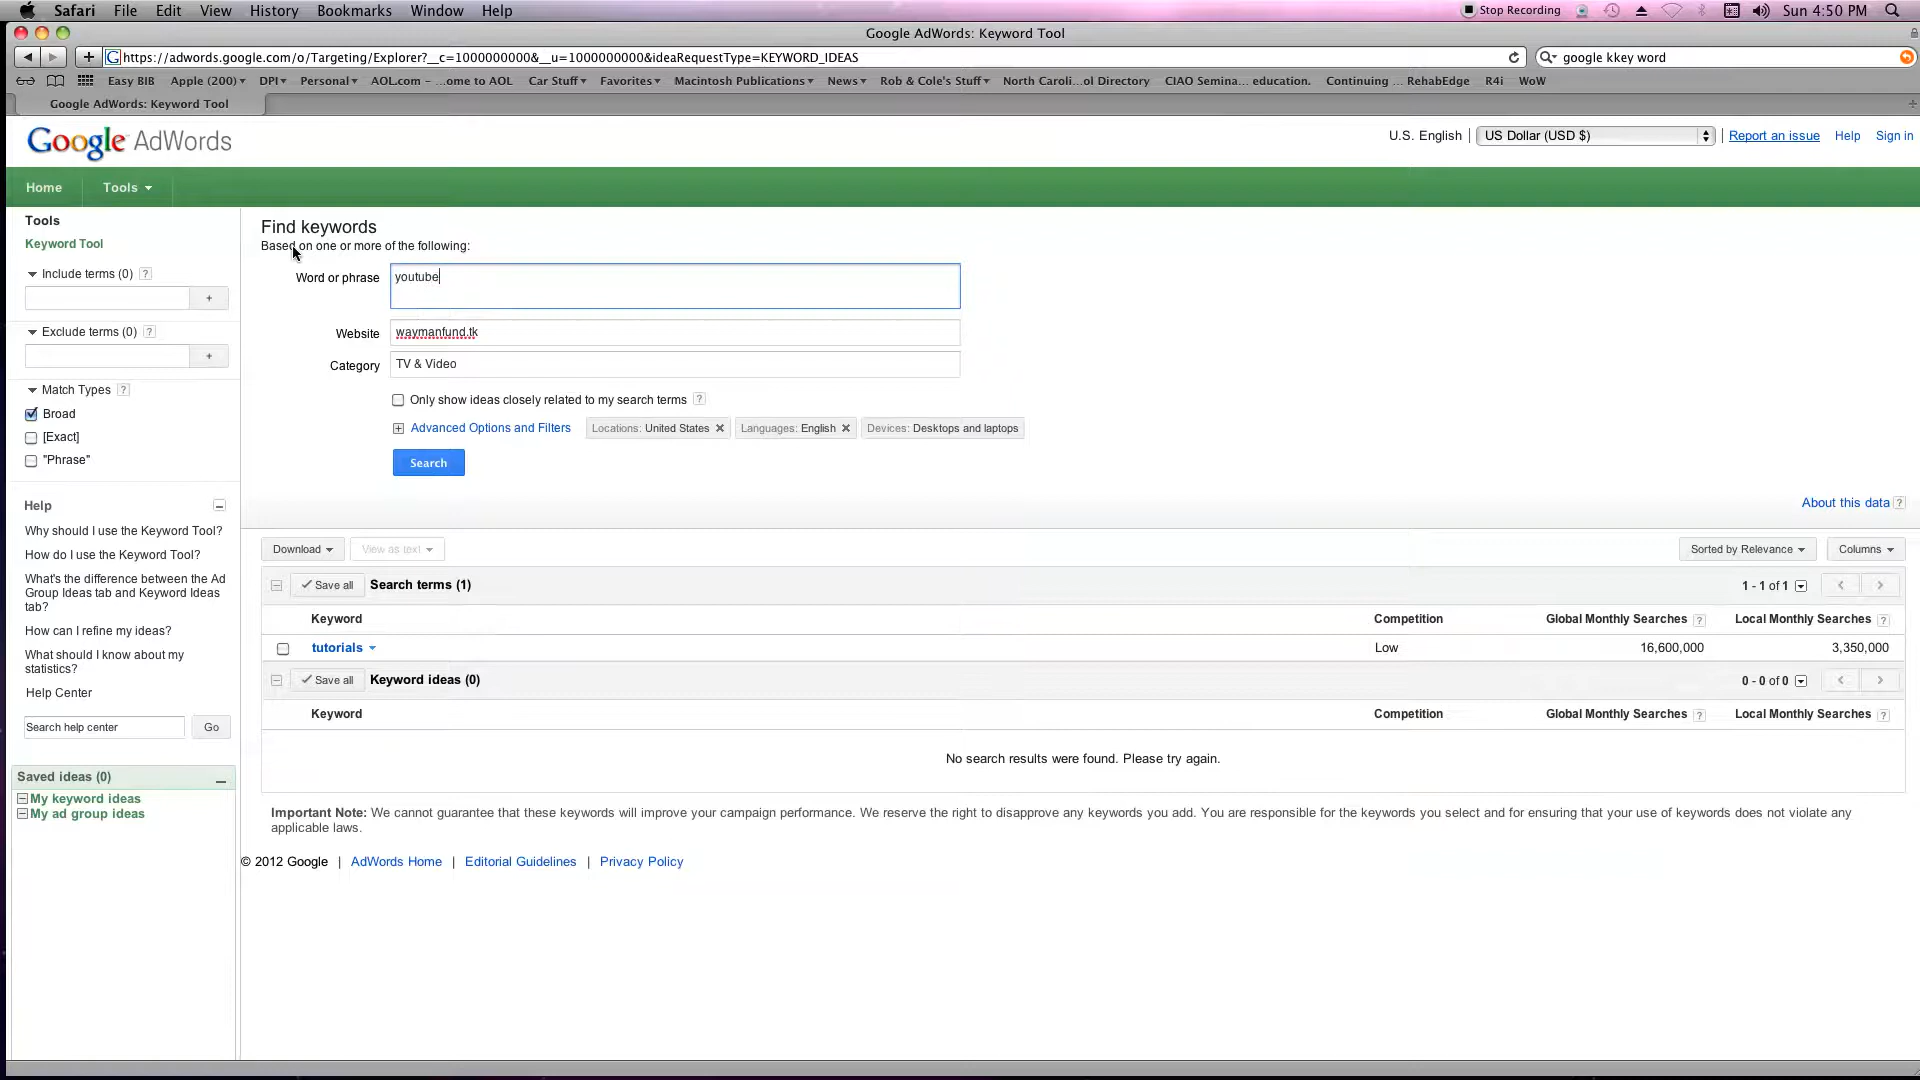 Safari File Edit View History Bookmarks Window Help Stop Recording Sun 4:50 PM
Google AdWords: Keyword Tool
https://adwords.google.com/o/Targeting/Explorer?__c=1000000000&__u=1000000000&ideaRequestType=KEYWORD_IDEAS google kkey word
Easy BIB Apple (200) DPI Personal AOL.com – ...ome to AOL Car Stuff Favorites Macintosh Publications News Rob & Cole's Stuff North Caroli...ol Directory CIAO Semina... education. Continuing ... RehabEdge R4i WoW
Google AdWords: Keyword Tool
Google AdWords U.S. English US Dollar (USD $) Report an issue Help Sign in
Home Tools
Tools
Keyword Tool
Include terms (0) ?
+
Exclude terms (0) ?
+
Match Types ?
Broad
[Exact]
"Phrase"
Help
Why should I use the Keyword Tool?
How do I use the Keyword Tool?
What's the difference between the Ad
Group Ideas tab and Keyword Ideas
tab?
How can I refine my ideas?
What should I know about my
statistics?
Help Center
Search help center Go
Saved ideas (0)
My keyword ideas
My ad group ideas
Find keywords
Based on one or more of the following:
Word or phrase youtube
Website waymanfund.tk
Category TV & Video
Only show ideas closely related to my search terms ?
Advanced Options and Filters Locations: United States Languages: English Devices: Desktops and laptops
Search
About this data ?
Download View as text Sorted by Relevance Columns
Save all Search terms (1) 1 - 1 of 1
Keyword Competition Global Monthly Searches ? Local Monthly Searches ?
tutorials Low 16,600,000 3,350,000
Save all Keyword ideas (0) 0 - 0 of 0
Keyword Competition Global Monthly Searches ? Local Monthly Searches ?
No search results were found. Please try again.
Important Note: We cannot guarantee that these keywords will improve your campaign performance. We reserve the right to disapprove any keywords you add. You are responsible for the keywords you select and for ensuring that your use of keywords does not violate any
applicable laws.
© 2012 Google | AdWords Home | Editorial Guidelines | Privacy Policy